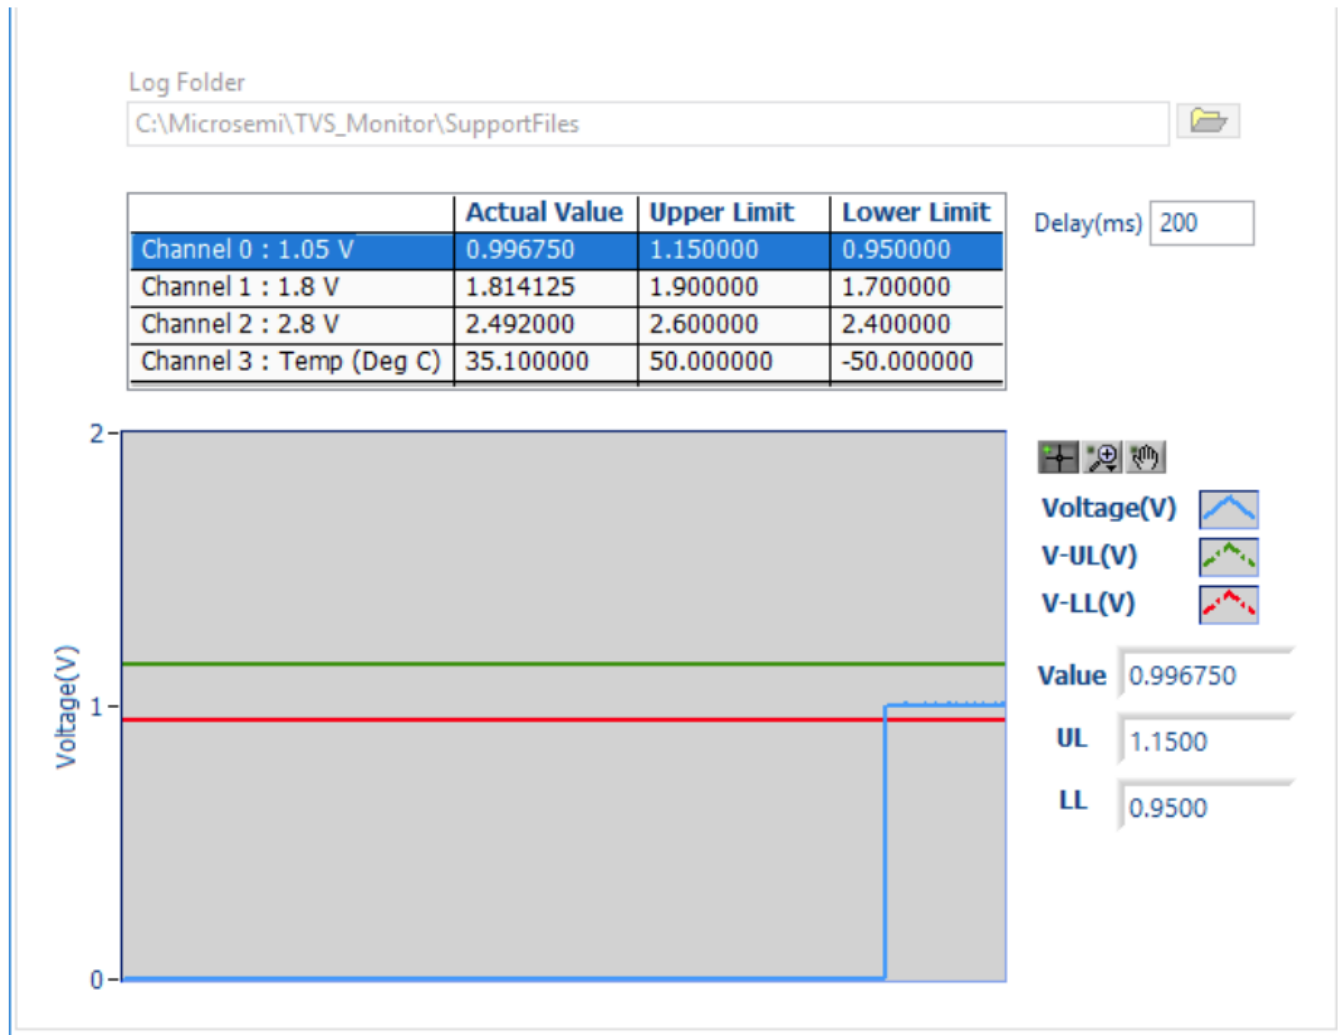 Log Folder
C:\Microsemi\TVS_Monitor\SupportFiles
Actual Value Upper Limit Lower Limit
Channel 0 : 1.05 V 0.996750 1.150000 0.950000
Channel 1 : 1.8 V 1.814125 1.900000 1.700000
Channel 2 : 2.8 V 2.492000 2.600000 2.400000
Channel 3 : Temp (Deg C) 35.100000 50.000000 -50.000000
Delay(ms) 200
2
1
0
Voltage(V)
Voltage(V)
V-UL(V)
V-LL(V)
Value 0.996750
UL 1.1500
LL 0.9500